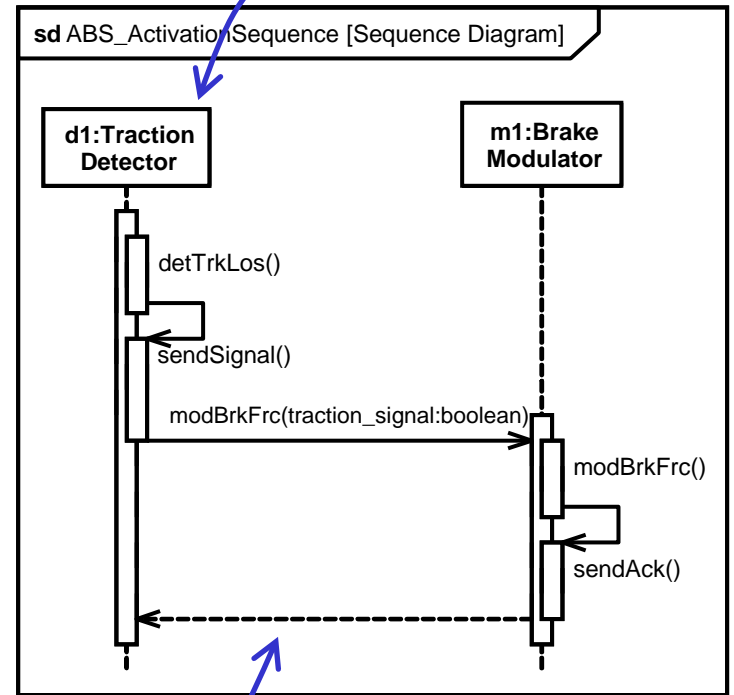 sd ABS_ActivationSequence [Sequence Diagram]
d1:Traction
Detector
m1:Brake
Modulator
detTrkLos()
sendSignal()
modBrkFrc(traction_signal:boolean)
modBrkFrc()
sendAck()